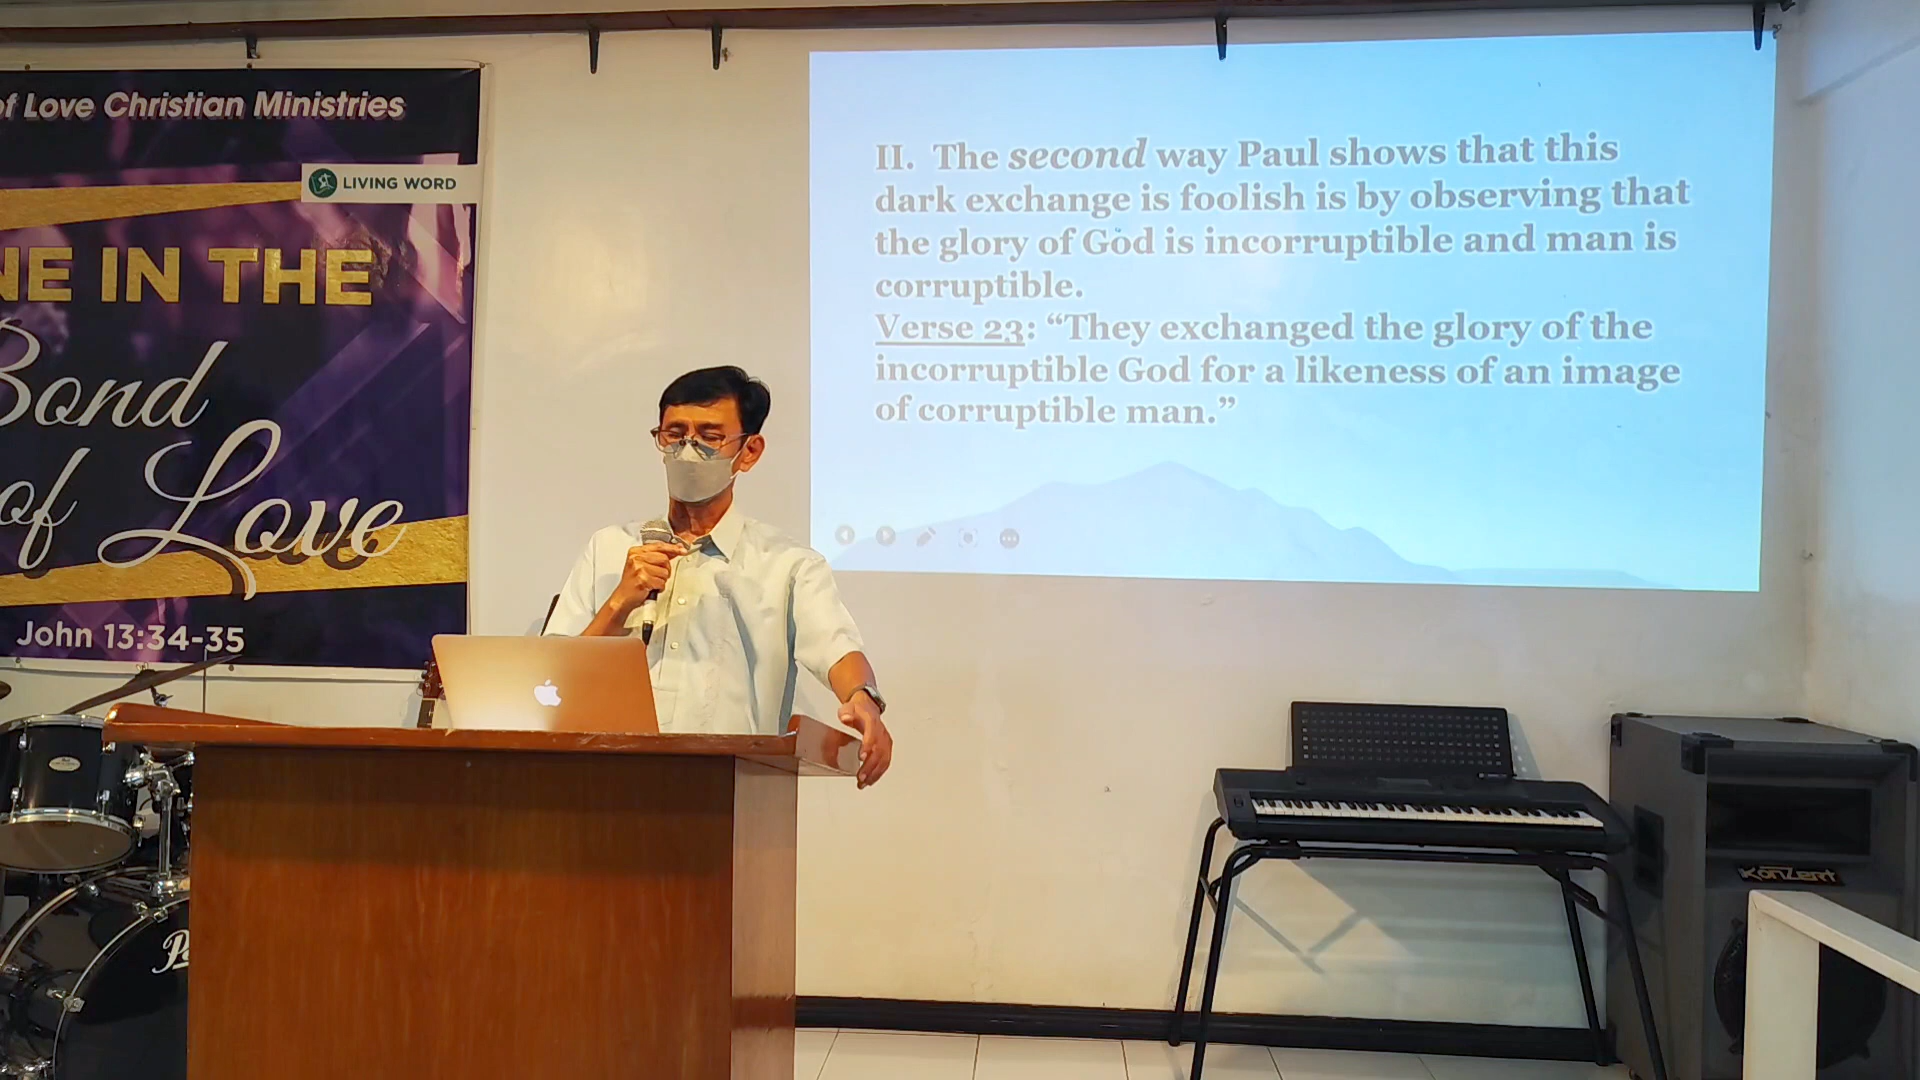 of Love Christian Ministries
LIVING WORD
NE IN THE
Bond
of Love
John 13:34-35
II. The second way Paul shows that this
dark exchange is foolish is by observing that
the glory of God is incorruptible and man is
corruptible.
Verse 23: “They exchanged the glory of the
incorruptible God for a likeness of an image
of corruptible man.”
KonZert